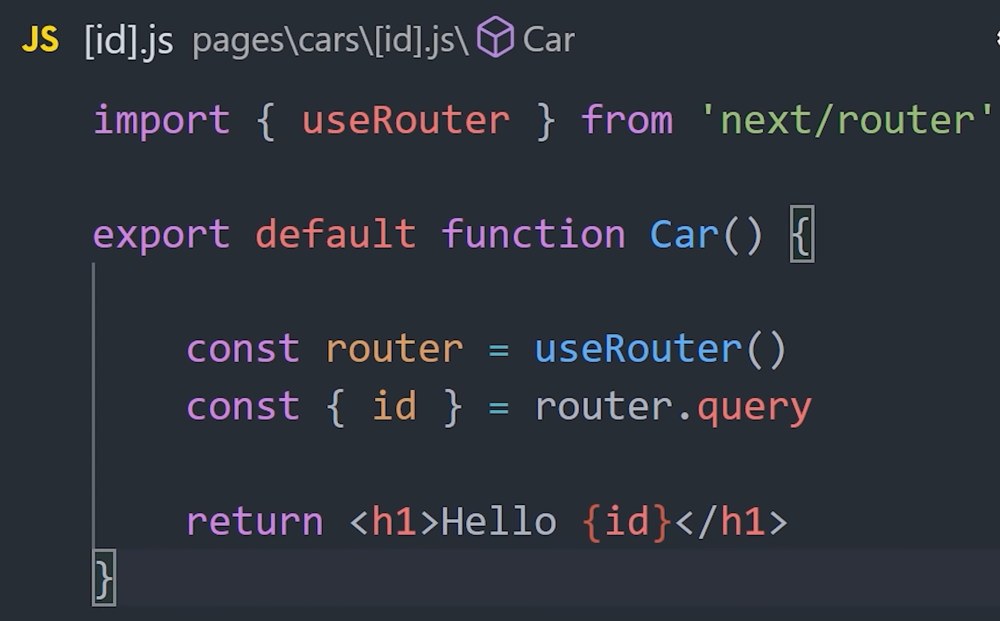 JS [id].js pages\cars\[id].js\ Car
import { useRouter } from 'next/router'
export default function Car() {
const router = useRouter()
const { id } = router.query
return <h1>Hello {id}</h1>
}